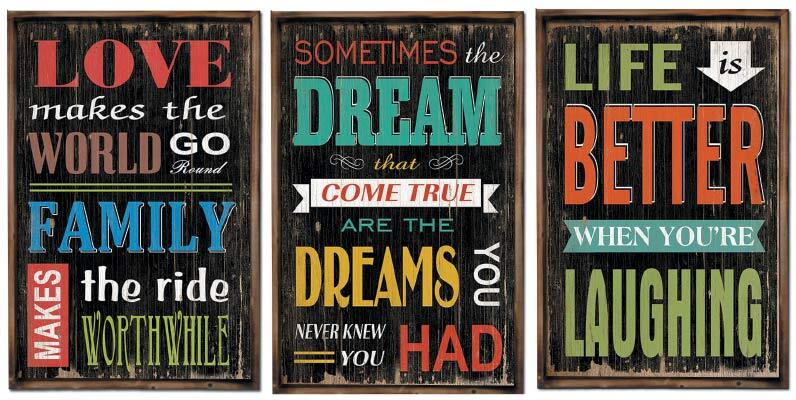 LOVE
makes the
WORLD GO
Round
FAMILY
MAKES
the ride
WORTHWHILE
SOMETIMES the
DREAM
that
COME TRUE
ARE THE
DREAMS
YOU
NEVER KNEW
YOU
HAD
LIFE is
BETTER
WHEN YOU'RE
LAUGHING